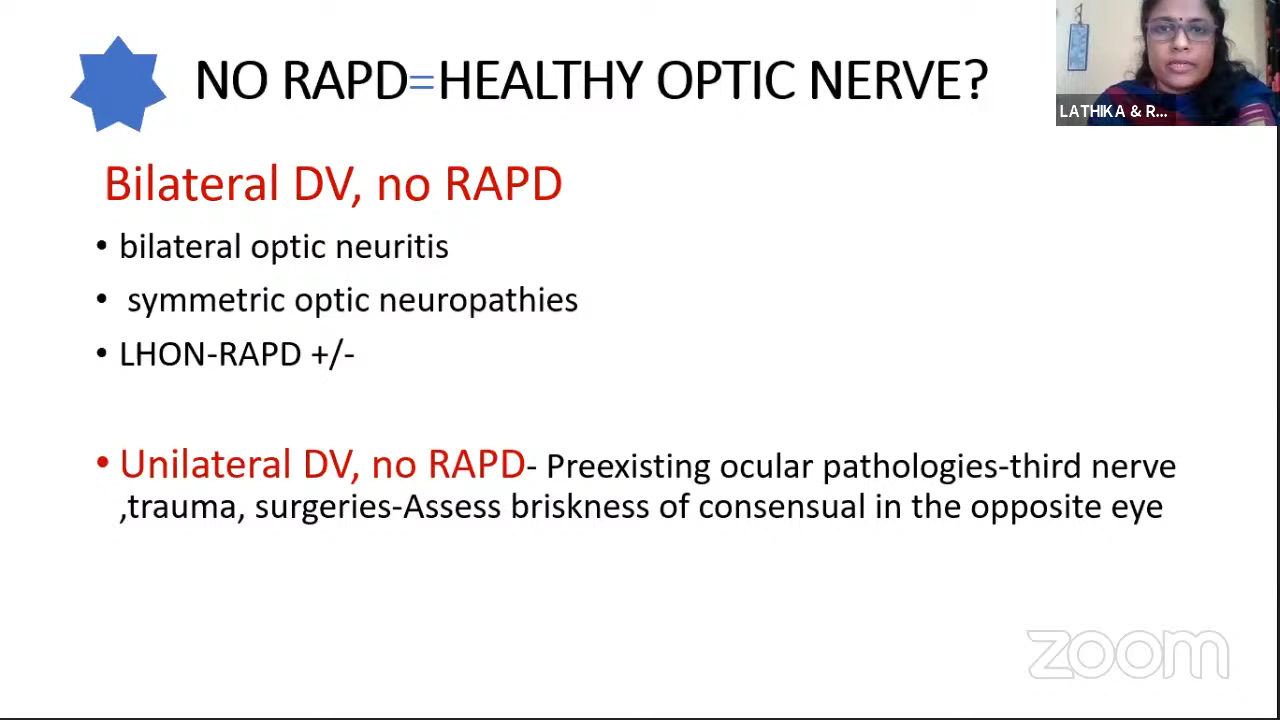 NO RAPD=HEALTHY OPTIC NERVE?
LATHIKA & R...
Bilateral DV, no RAPD
• bilateral optic neuritis
• symmetric optic neuropathies
• LHON-RAPD +/-
• Unilateral DV, no RAPD- Preexisting ocular pathologies-third nerve
,trauma, surgeries-Assess briskness of consensual in the opposite eye
zoom